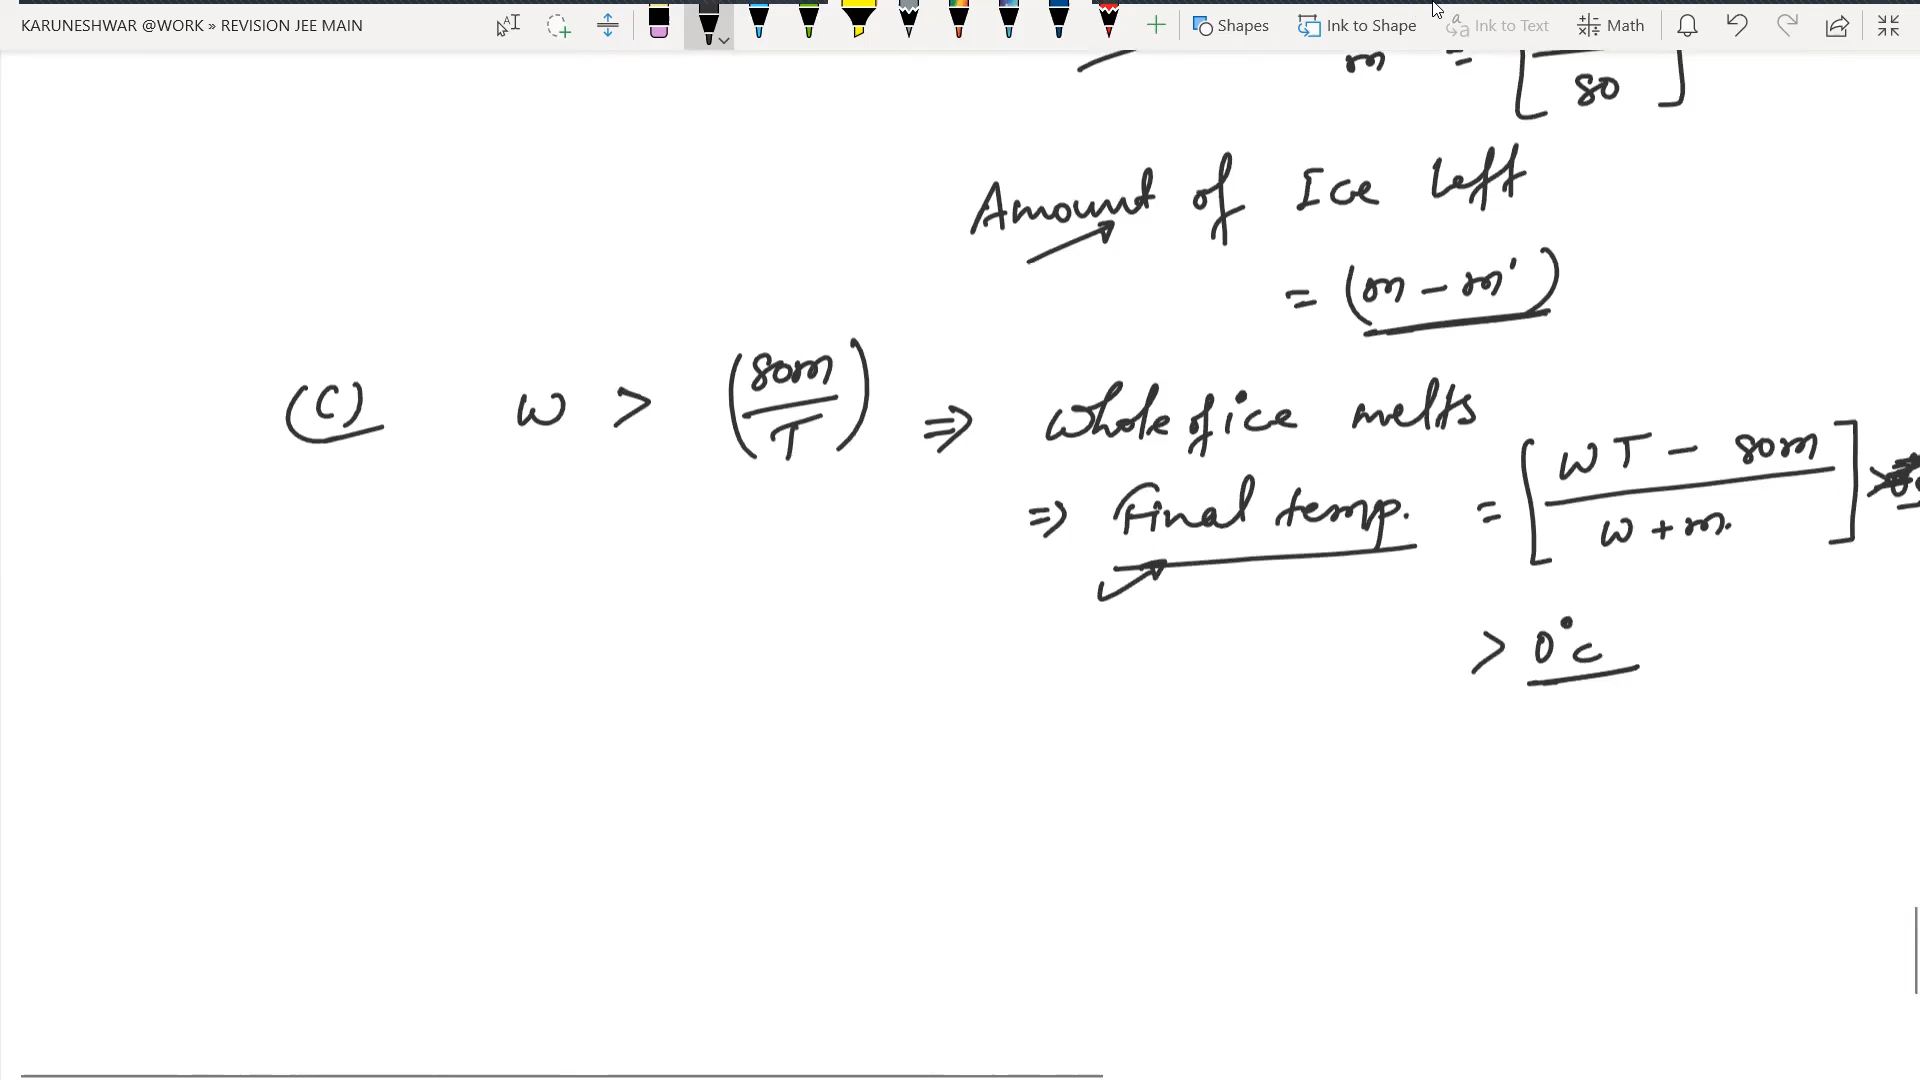 KARUNESHWAR @WORK » REVISION JEE MAIN
Shapes Ink to Shape Ink to Text Math
m = [
80 ]
Amount of Ice left
= (m - m')
(C) w > (80m/T) ⇒ Whole of ice melts
⇒ Final temp. = [wT - 80m / w + m]
> 0°c